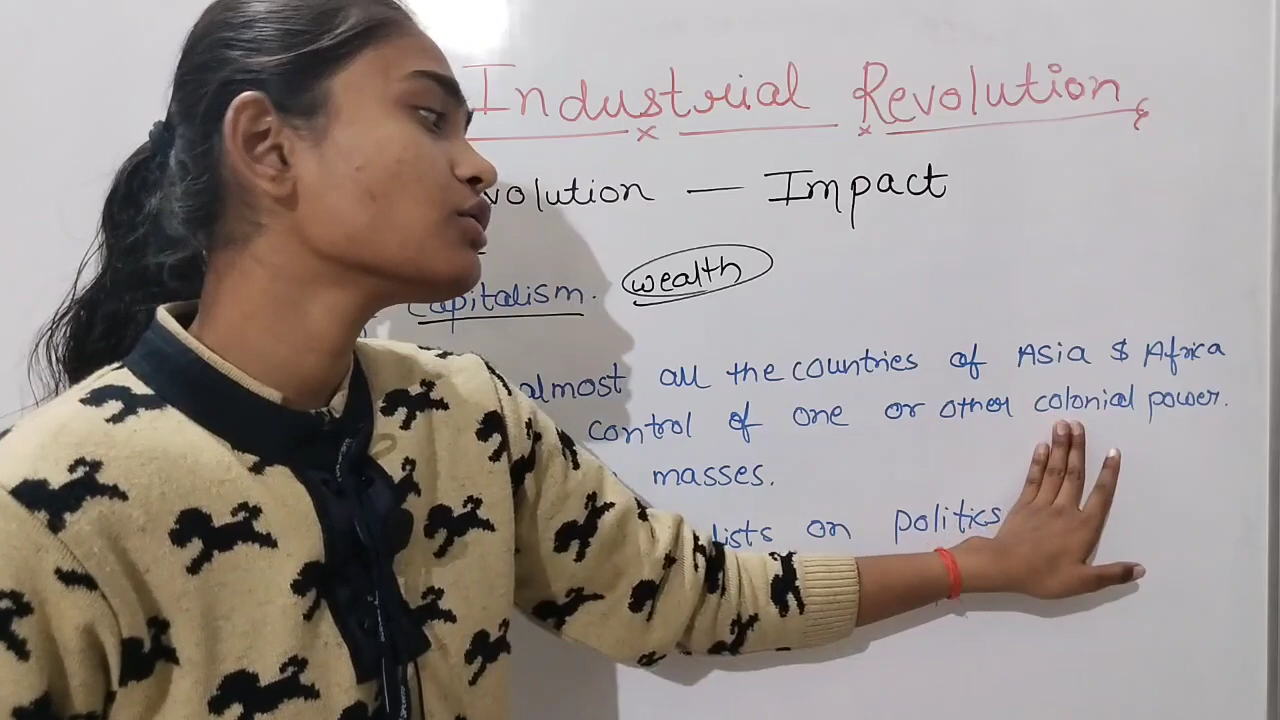 Industrial Revolution
volution — Impact
Capitalism. wealth
almost all the countries of Asia & Africa
control of one or other colonial power.
masses.
lists on politics